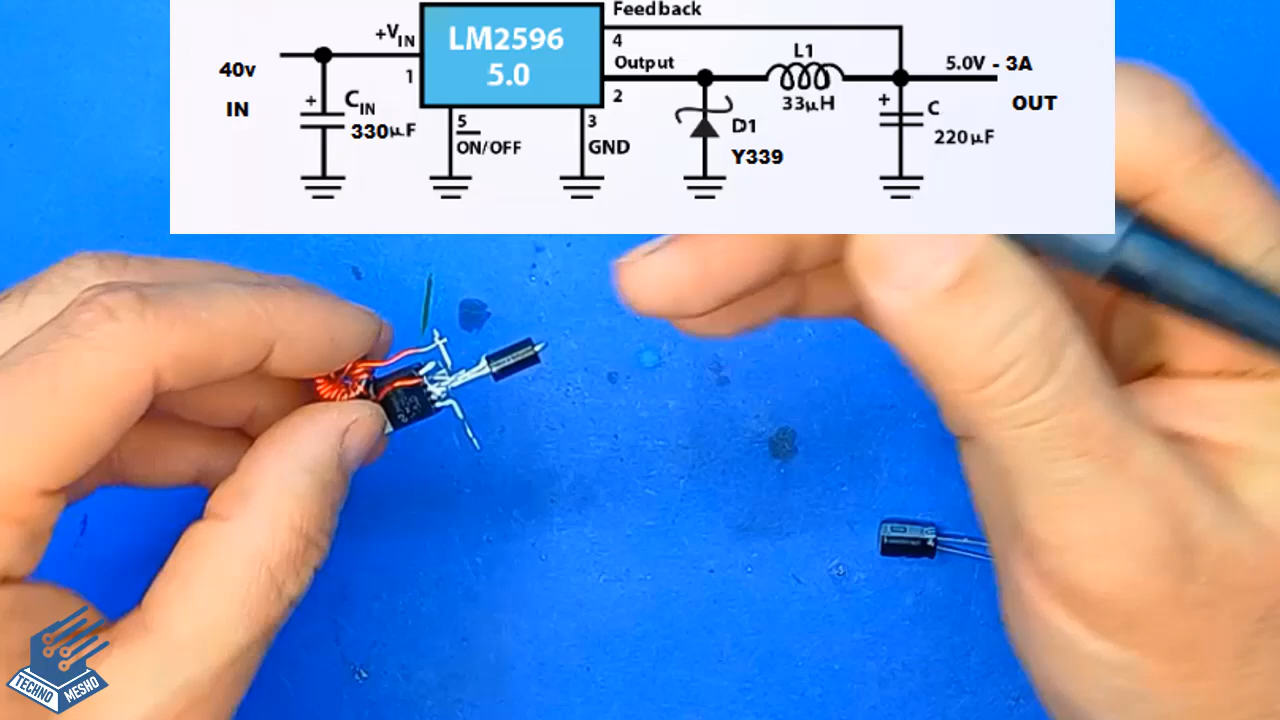 Feedback
4
Output
2
+VIN
1
LM2596
5.0
40v
IN
+
CIN
330µF
5
ON/OFF
3
GND
D1
Y339
L1
33µH
5.0V - 3A
OUT
+
C
220µF
TECHNO
MESHO